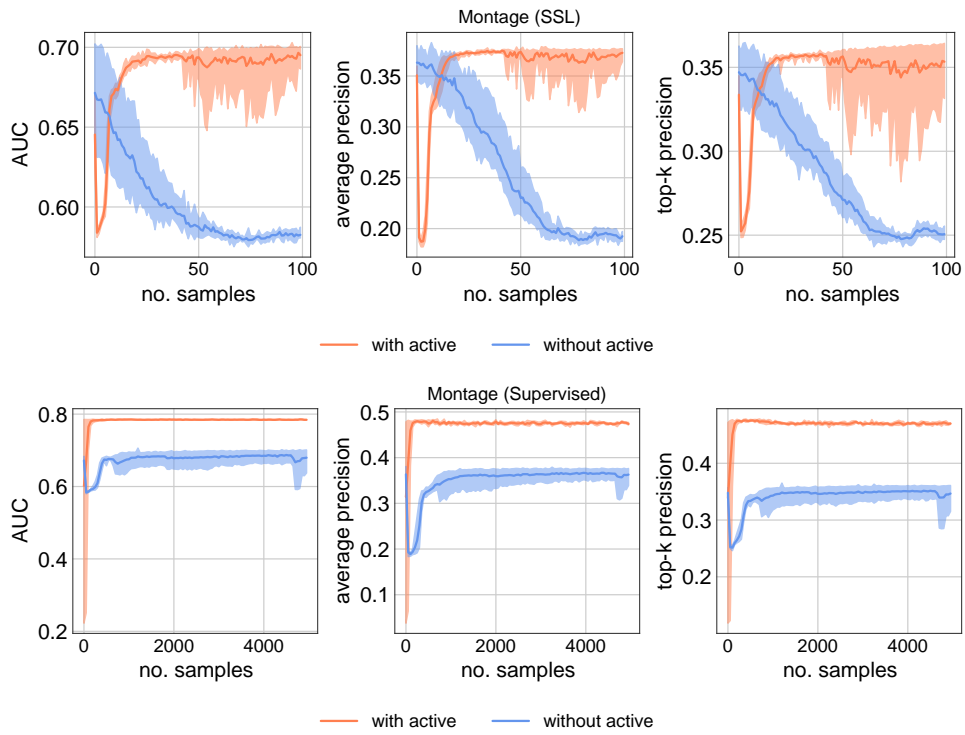 Montage (SSL)
0.70
0.65
0.60
AUC
0
50
100
no. samples
0.35
0.30
0.25
0.20
average precision
0
50
100
no. samples
0.35
0.30
0.25
top-k precision
0
50
100
no. samples
with active
without active
Montage (Supervised)
0.8
0.6
0.4
0.2
AUC
0
2000
4000
no. samples
0.5
0.4
0.3
0.2
0.1
average precision
0
2000
4000
no. samples
0.4
0.3
0.2
top-k precision
0
2000
4000
no. samples
with active
without active